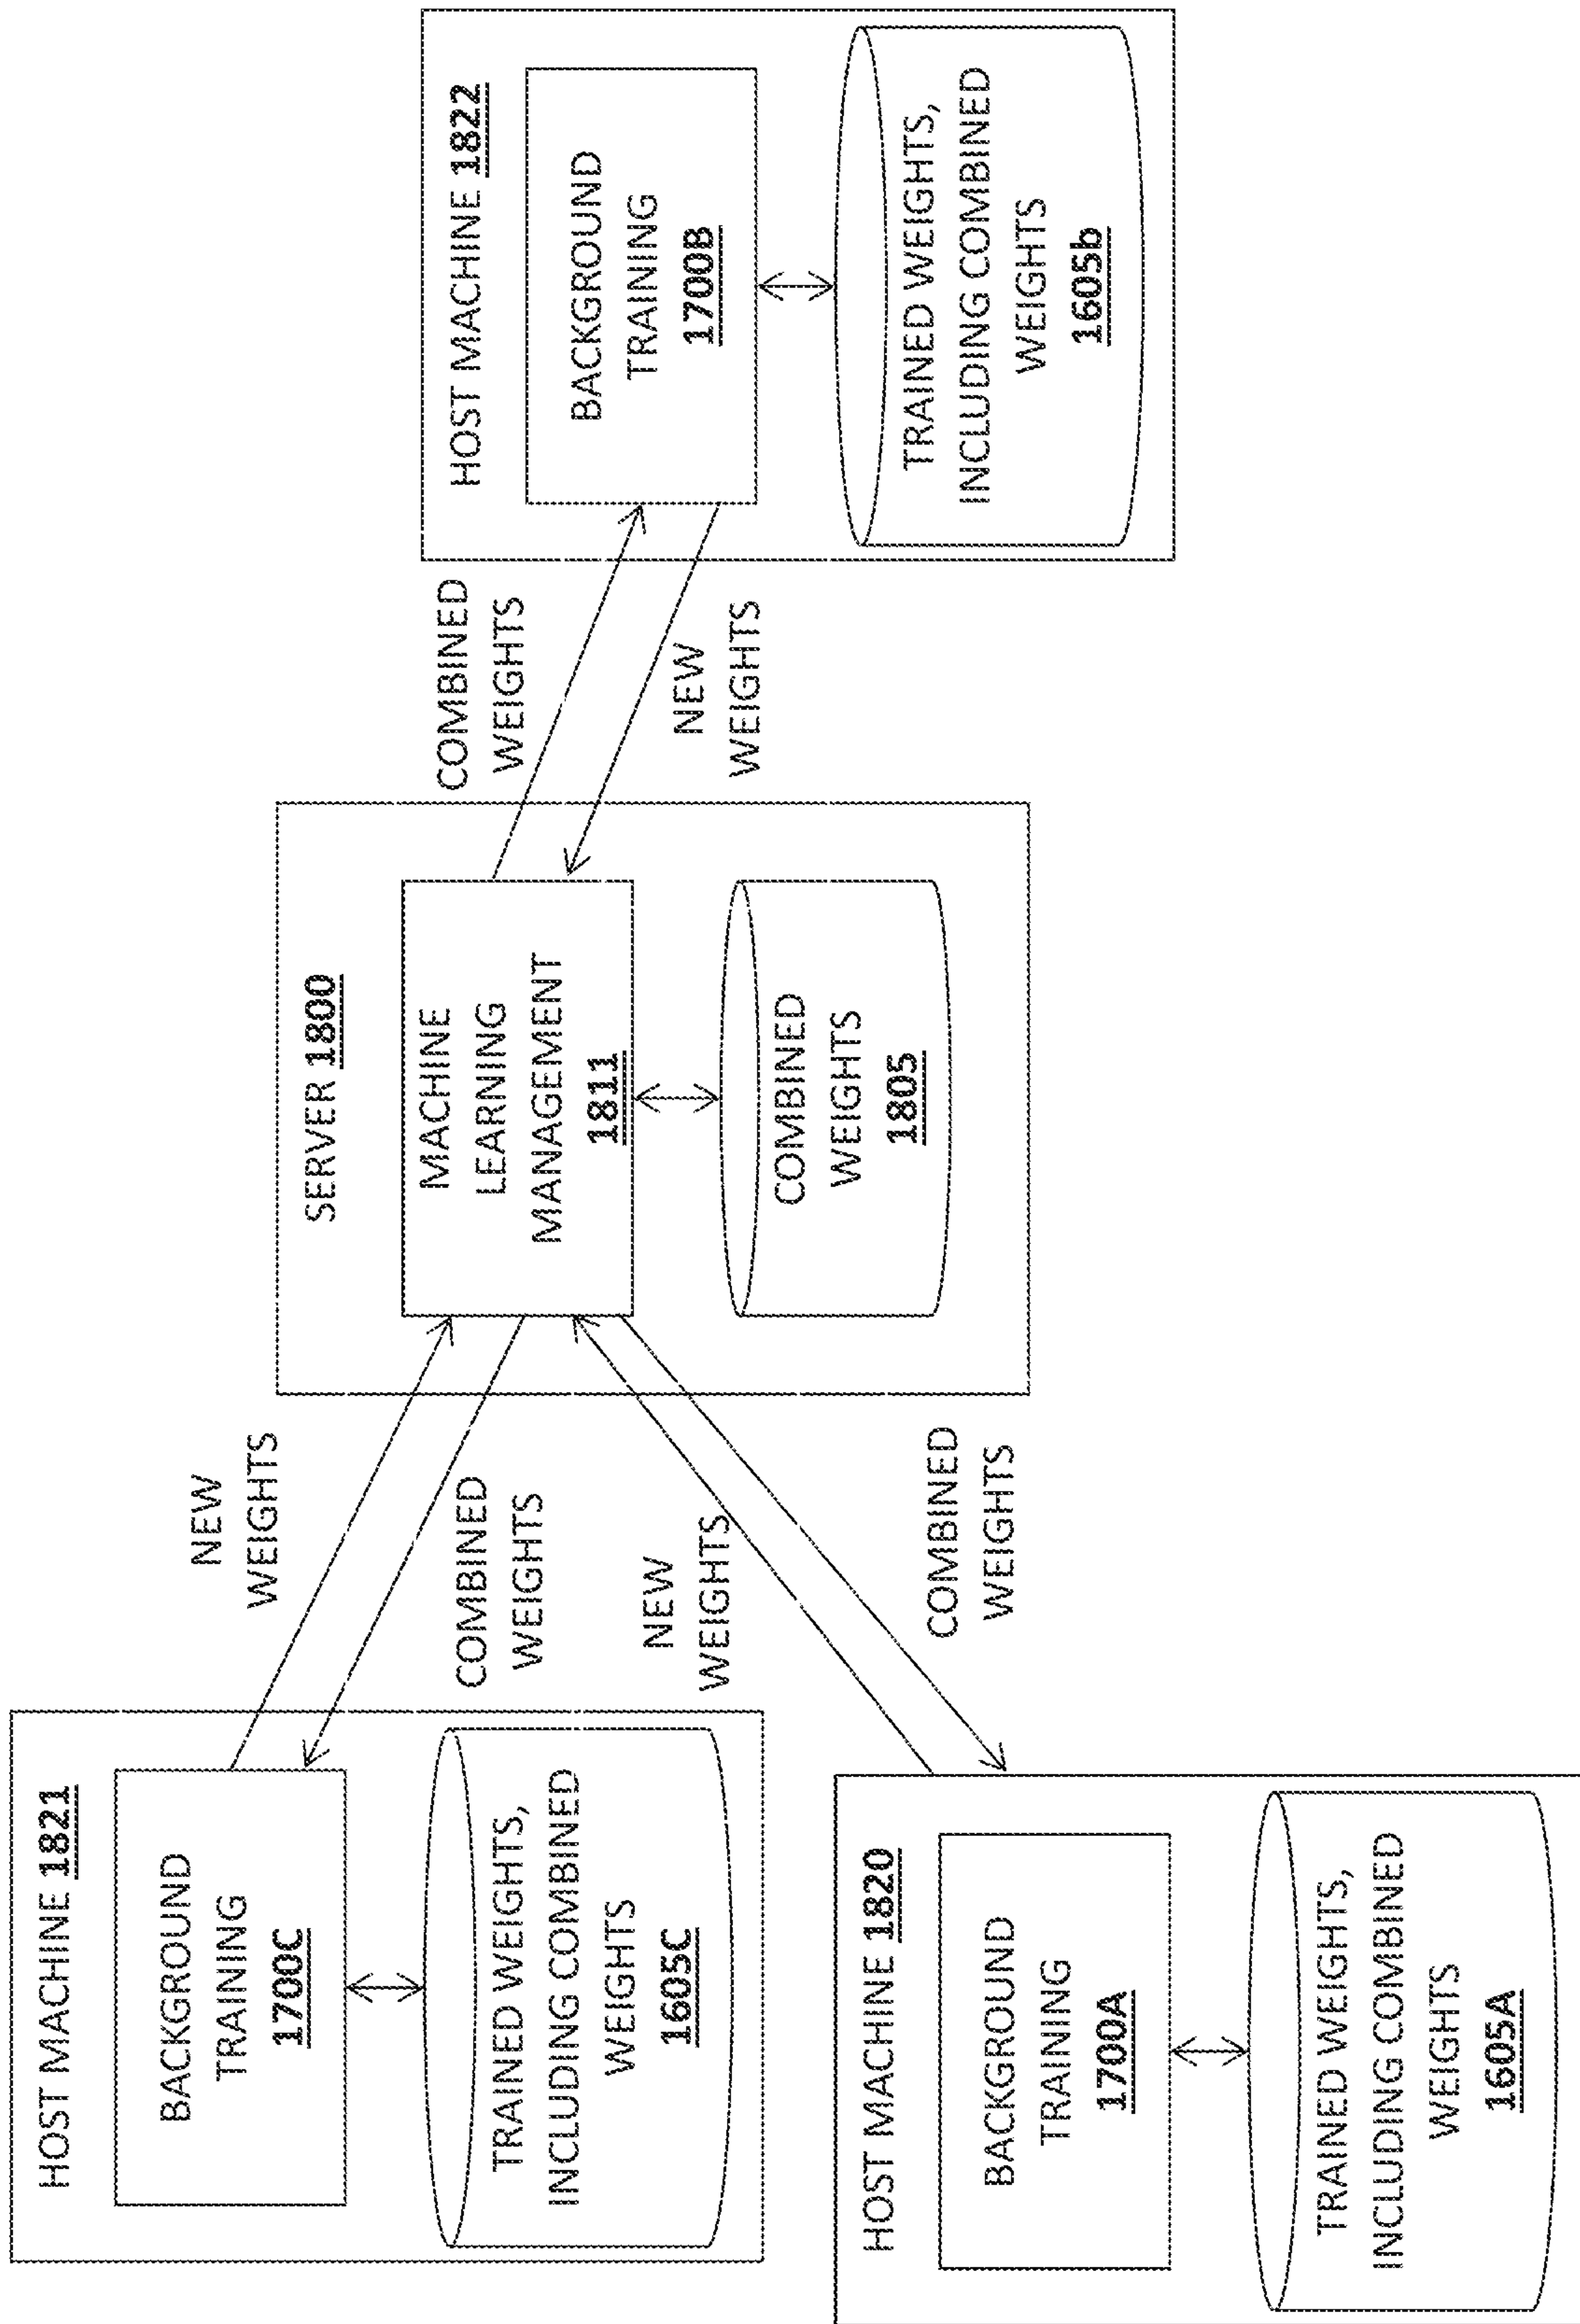 HOST MACHINE 1821
BACKGROUND
TRAINING
1700C
TRAINED WEIGHTS,
INCLUDING COMBINED
WEIGHTS
1605C
NEW
WEIGHTS
COMBINED
WEIGHTS
HOST MACHINE 1820
BACKGROUND
TRAINING
1700A
TRAINED WEIGHTS,
INCLUDING COMBINED
WEIGHTS
1605A
NEW
WEIGHTS
COMBINED
WEIGHTS
SERVER 1800
MACHINE
LEARNING
MANAGEMENT
1811
COMBINED
WEIGHTS
1805
COMBINED
WEIGHTS
NEW
WEIGHTS
HOST MACHINE 1822
BACKGROUND
TRAINING
1700B
TRAINED WEIGHTS,
INCLUDING COMBINED
WEIGHTS
1605b